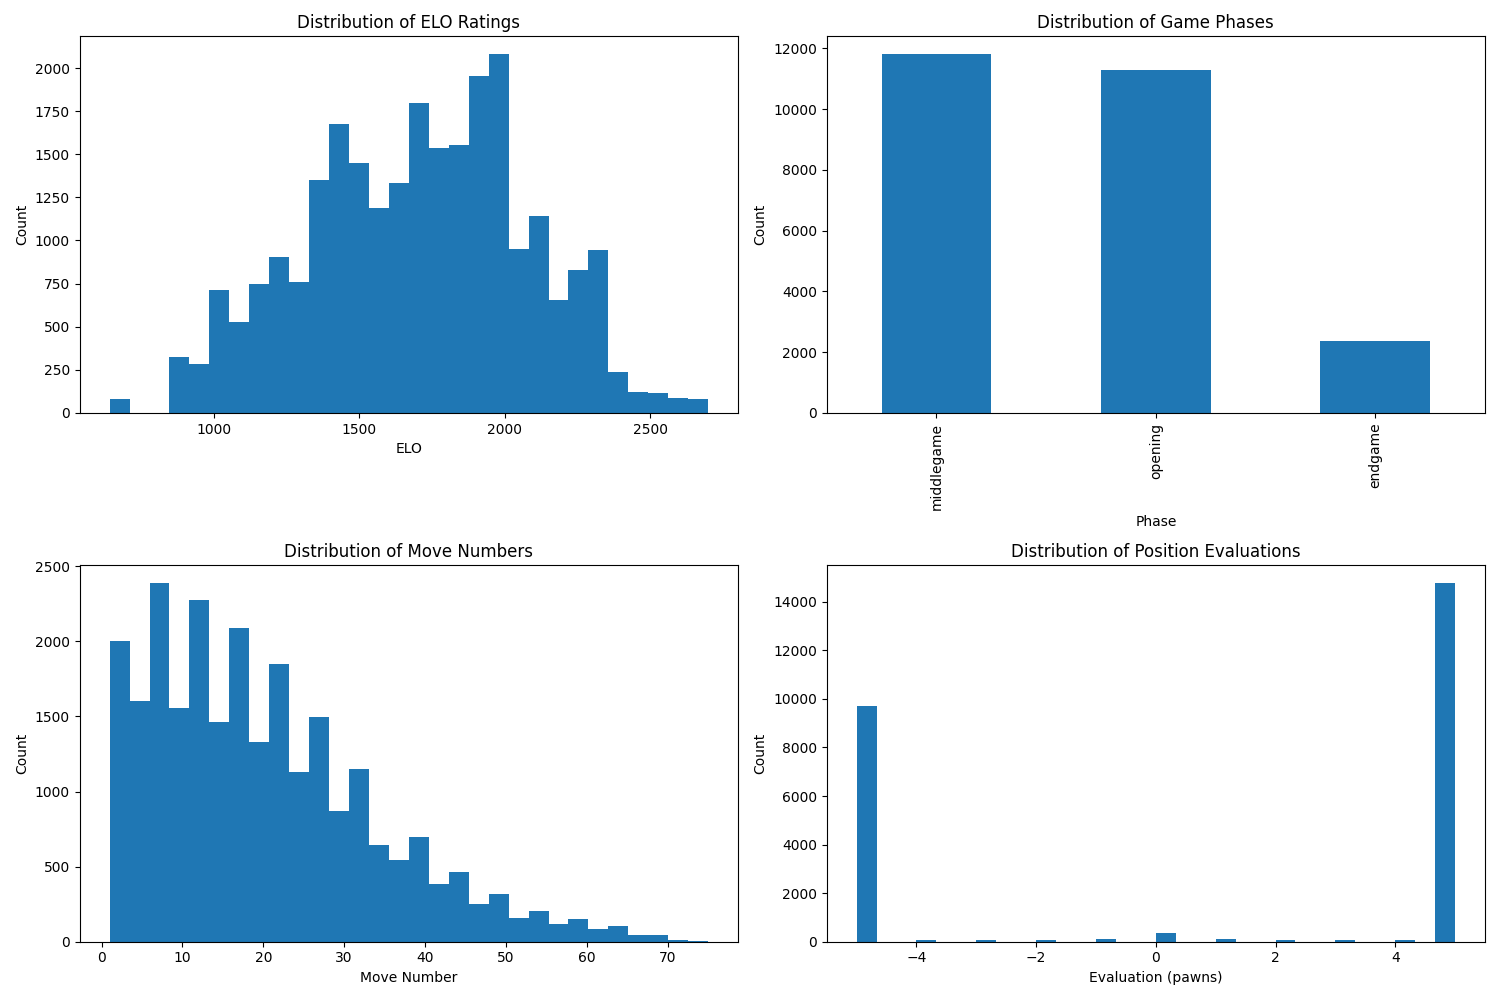 Distribution of ELO Ratings
2000
1750
1500
1250
1000
750
500
250
0
Count
1000 1500 2000 2500
ELO
Distribution of Game Phases
12000
10000
8000
6000
4000
2000
0
Count
middlegame
opening
endgame
Phase
Distribution of Move Numbers
2500
2000
1500
1000
500
0
Count
0 10 20 30 40 50 60 70
Move Number
Distribution of Position Evaluations
14000
12000
10000
8000
6000
4000
2000
0
Count
−4 −2 0 2 4
Evaluation (pawns)